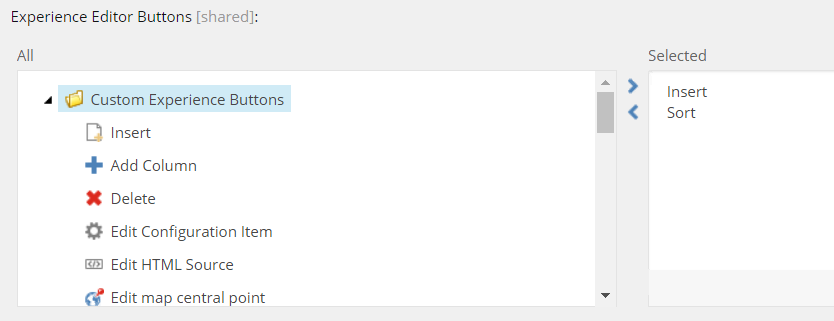 Experience Editor Buttons [shared]:
All
Selected
Custom Experience Buttons
Insert
Add Column
Delete
Edit Configuration Item
Edit HTML Source
Edit map central point
Insert
Sort